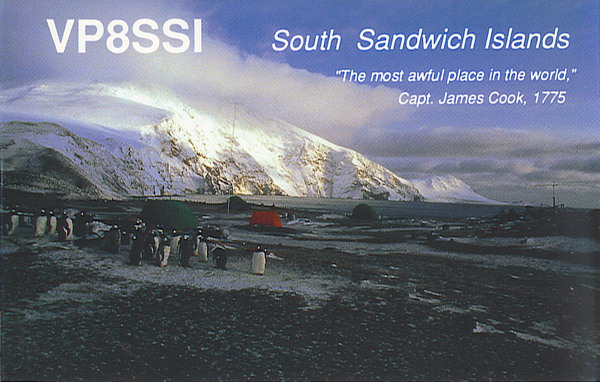 VP8SSI
South Sandwich Islands
"The most awful place in the world,"
Capt. James Cook, 1775